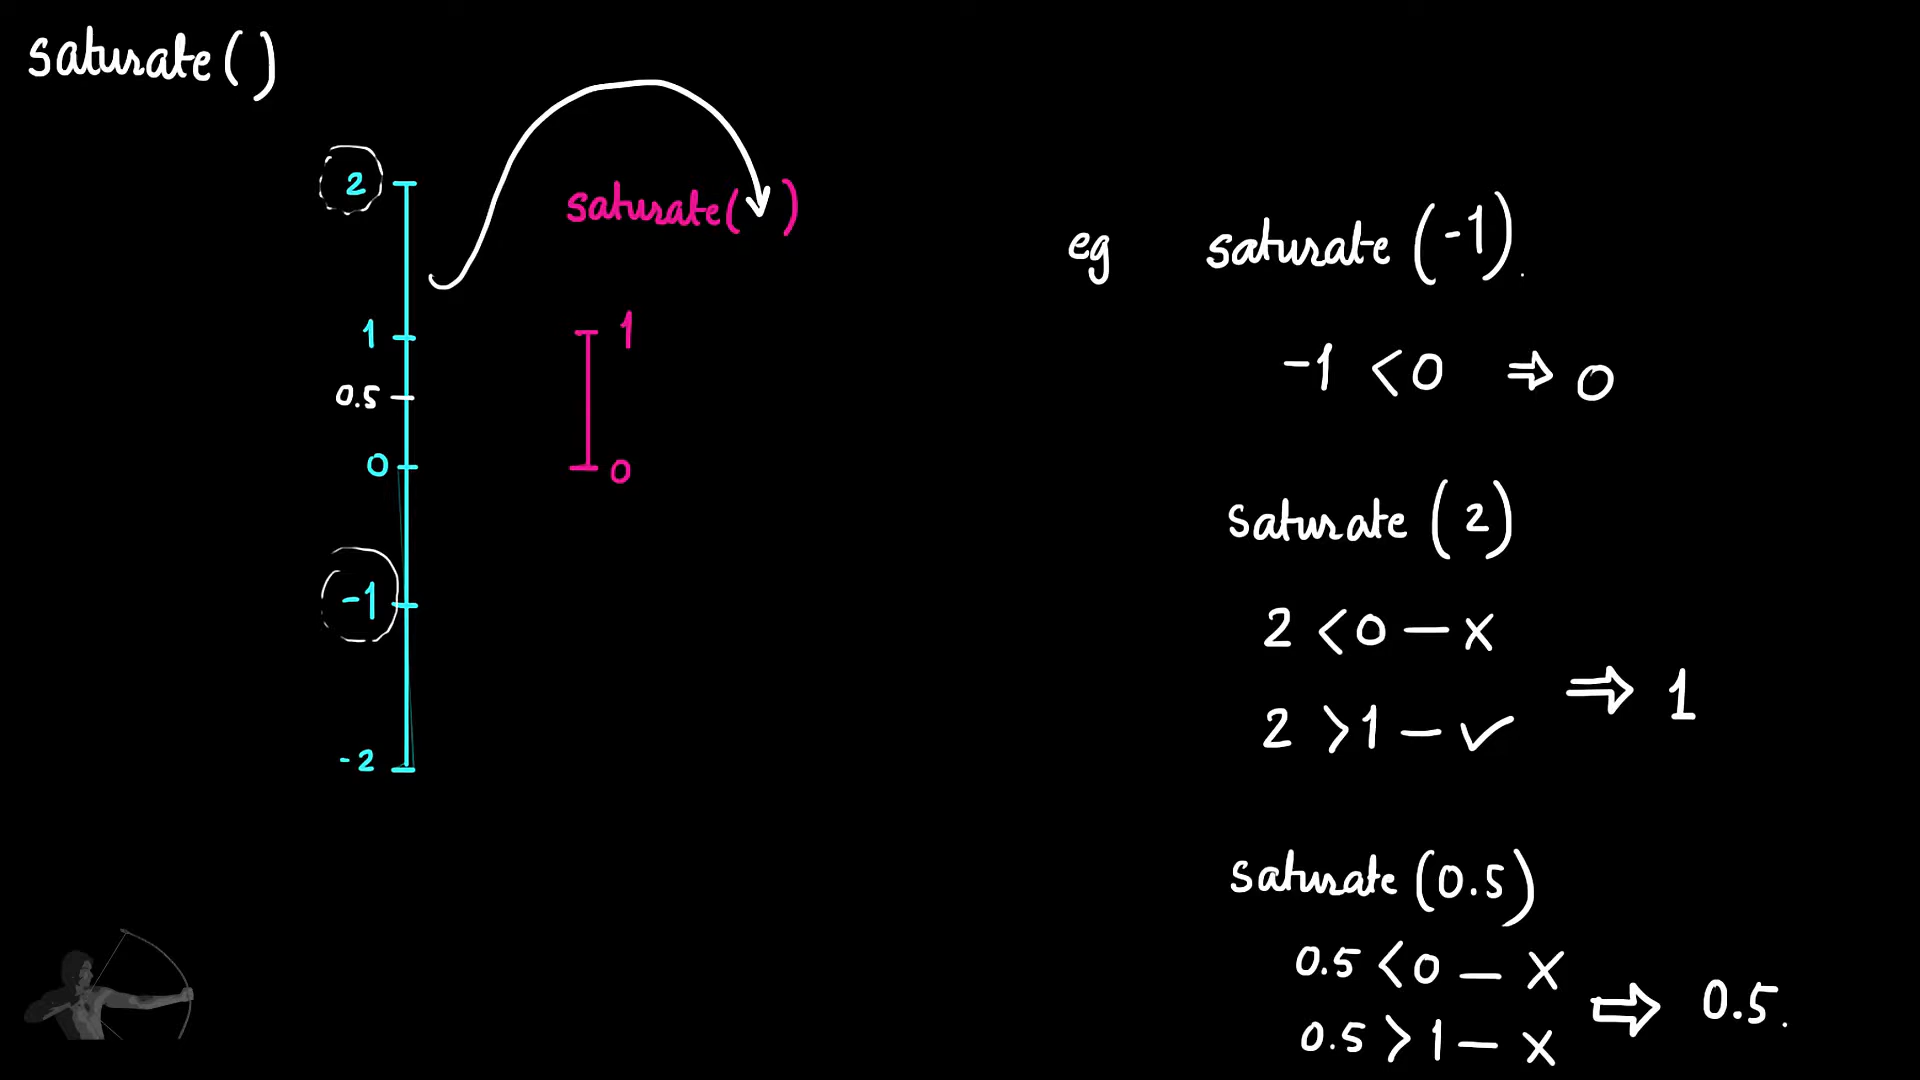 saturate()
2
1
0.5
0
-1
-2
saturate( )
1
0
eg saturate (-1).
-1 < 0 ⇒ 0
saturate (2)
2 < 0 — X
2 > 1 — ✓
⇒ 1
saturate (0.5)
0.5 < 0 — X
0.5 > 1 — X
⇒ 0.5.